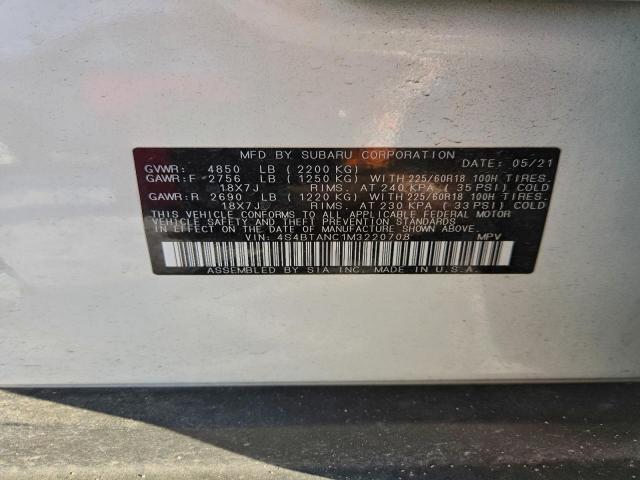 MFD BY SUBARU CORPORATION DATE: 05/21
GVWR: 4850 LB (2200 KG)
GAWR:F 2756 LB (1250 KG) WITH 225/60R18 100H TIRES.
18X7J RIMS. AT 240 KPA (35 PSI) COLD
GAWR:R 2690 LB (1220 KG) WITH 225/60R18 100H TIRES.
18X7J RIMS. AT 230 KPA (33 PSI) COLD
THIS VEHICLE CONFORMS TO ALL APPLICABLE FEDERAL MOTOR
VEHICLE SAFETY AND THEFT PREVENTION STANDARDS
IN EFFECT ON THE DATE OF MANUFACTURE SHOWN ABOVE.
VIN: 4S4BTANC1M3220708 MPV
ASSEMBLED BY SIA INC. MADE IN U.S.A.